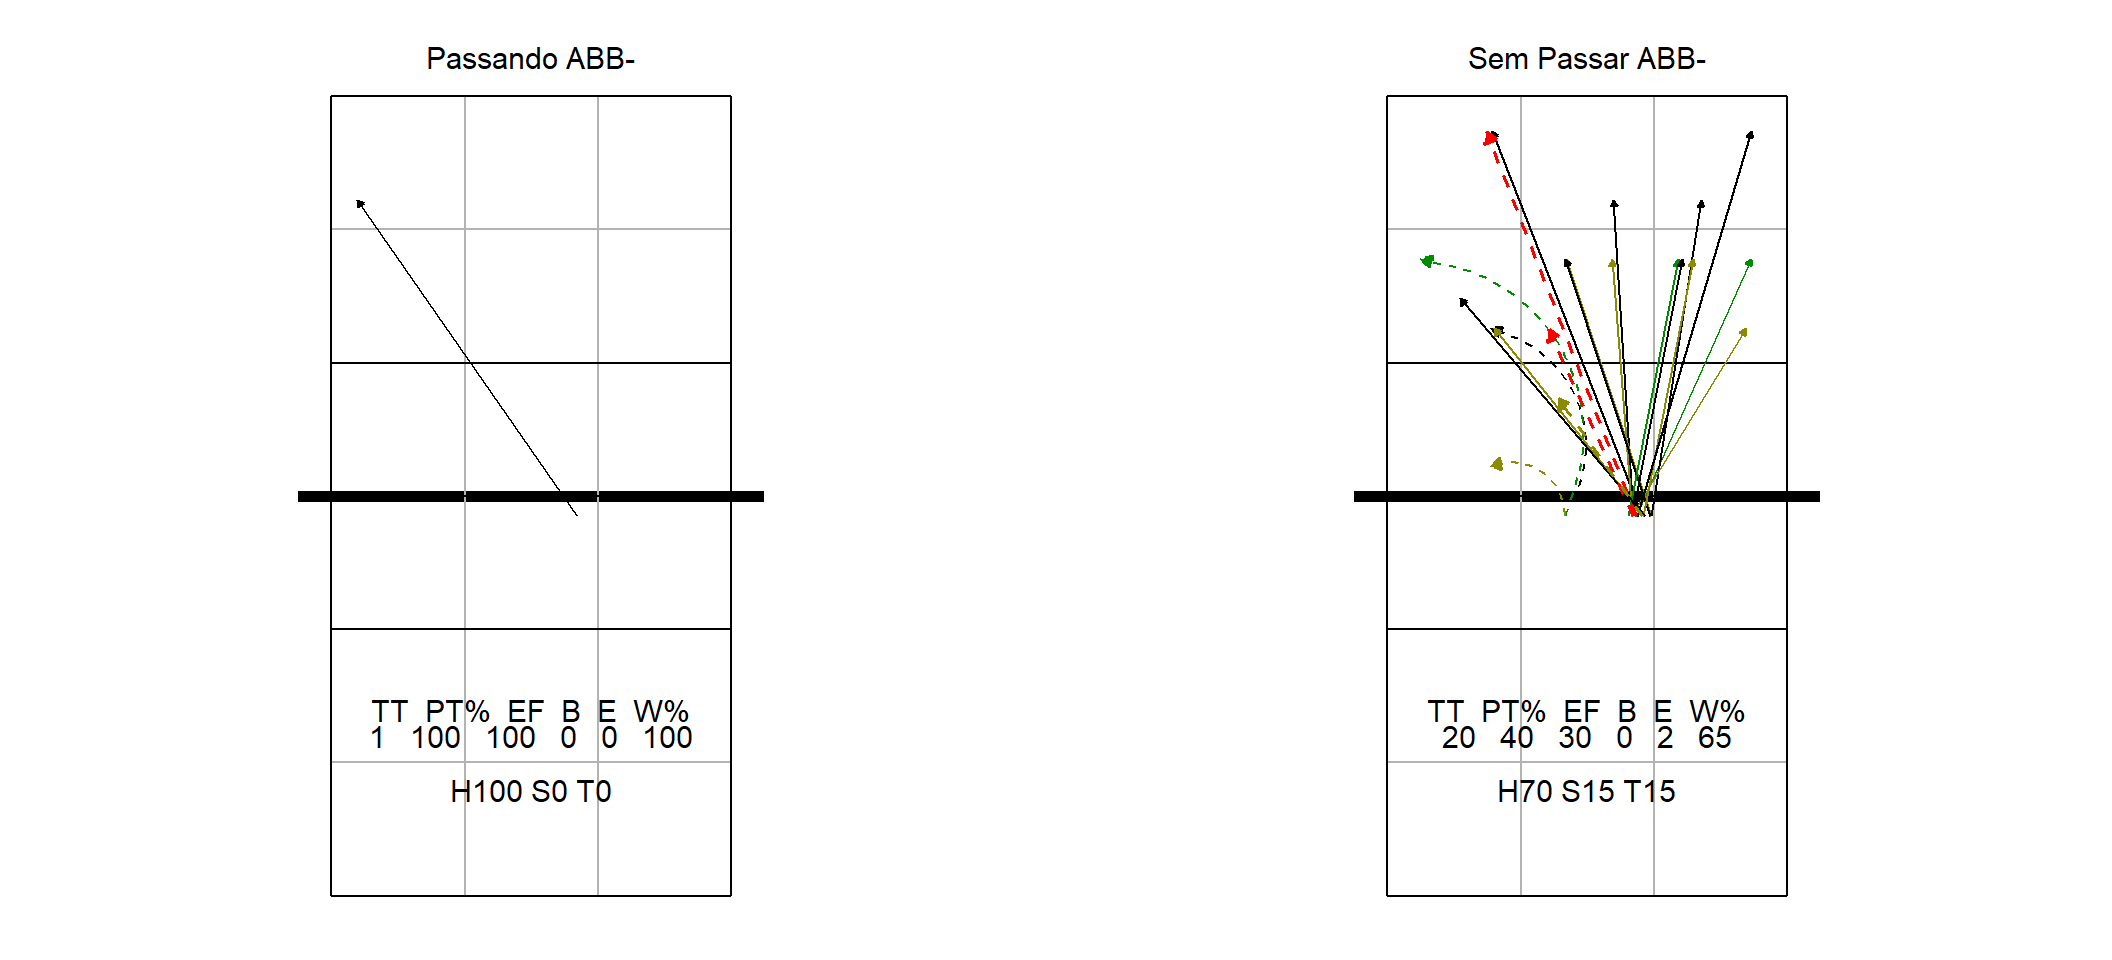 Passando ABB-
TT PT% EF B E W%
1 100 100 0 0 100
H100 S0 T0
Sem Passar ABB-
TT PT% EF B E W%
20 40 30 0 2 65
H70 S15 T15